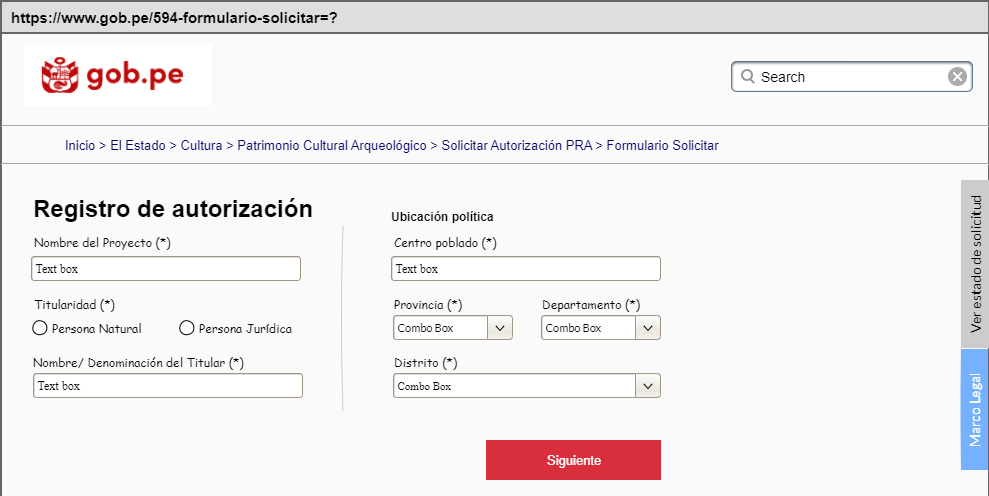 https://www.gob.pe/594-formulario-solicitar=?
gob.pe
Search
Inicio > El Estado > Cultura > Patrimonio Cultural Arqueológico > Solicitar Autorización PRA > Formulario Solicitar
Registro de autorización
Nombre del Proyecto (*)
Text box
Titularidad (*)
Persona Natural
Persona Jurídica
Nombre/ Denominación del Titular (*)
Text box
Ubicación política
Centro poblado (*)
Text box
Provincia (*)
Departamento (*)
Combo Box
Combo Box
Distrito (*)
Combo Box
Siguiente
Ver estado de solicitud
Marco Legal